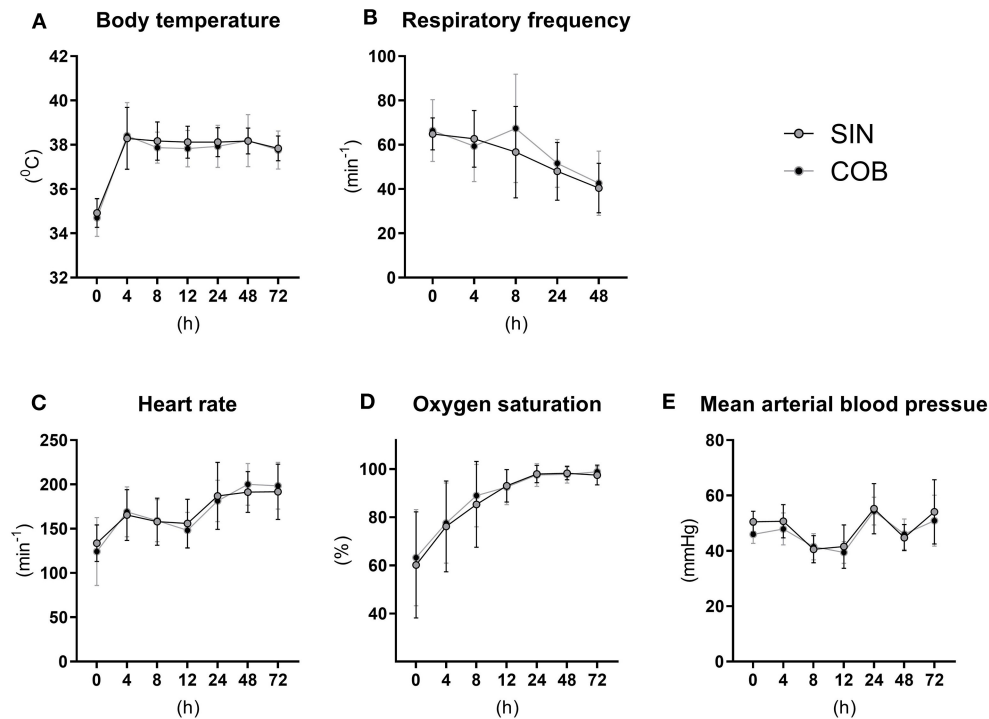 A Body temperature
42
40
38
36
34
32
(⁰C)
0 4 8 12 24 48 72
(h)
B Respiratory frequency
100
80
60
40
20
0
(min⁻¹)
0 4 8 24 48
(h)
SIN
COB
C Heart rate
250
200
150
100
50
0
(min⁻¹)
0 4 8 12 24 48 72
(h)
D Oxygen saturation
100
80
60
40
(%)
0 4 8 12 24 48 72
(h)
E Mean arterial blood pressue
80
60
40
20
0
(mmHg)
0 4 8 12 24 48 72
(h)